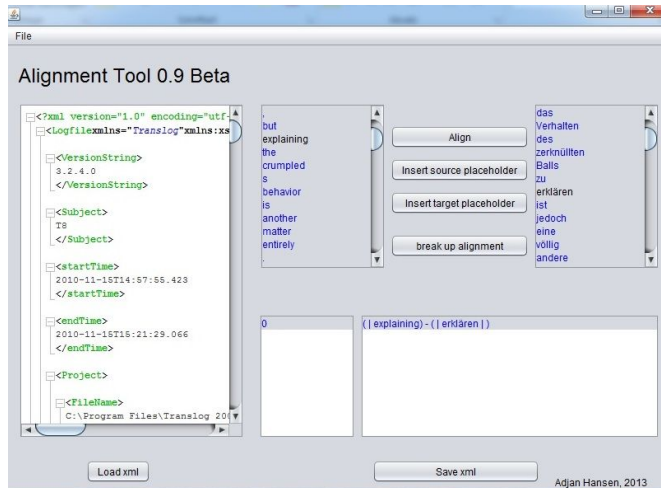 File
Alignment Tool 0.9 Beta
<?xml version="1.0" encoding="utf-
<Logfilexmlns="Translog"xmlns:xs
<VersionString>
3.2.4.0
</VersionString>
<Subject>
T8
</Subject>
<startTime>
2010-11-15T14:57:55.423
</startTime>
<endTime>
2010-11-15T15:21:29.066
</endTime>
<Project>
<FileName>
C:\Program Files\Translog 200
,
but
explaining
the
crumpled
s
behavior
is
another
matter
entirely
.
Align
Insert source placeholder
Insert target placeholder
break up alignment
das
Verhalten
des
zerknüllten
Balls
zu
erklären
ist
jedoch
eine
völlig
andere
0
( | explaining) - ( | erklären | )
Load xml
Save xml
Adjan Hansen, 2013